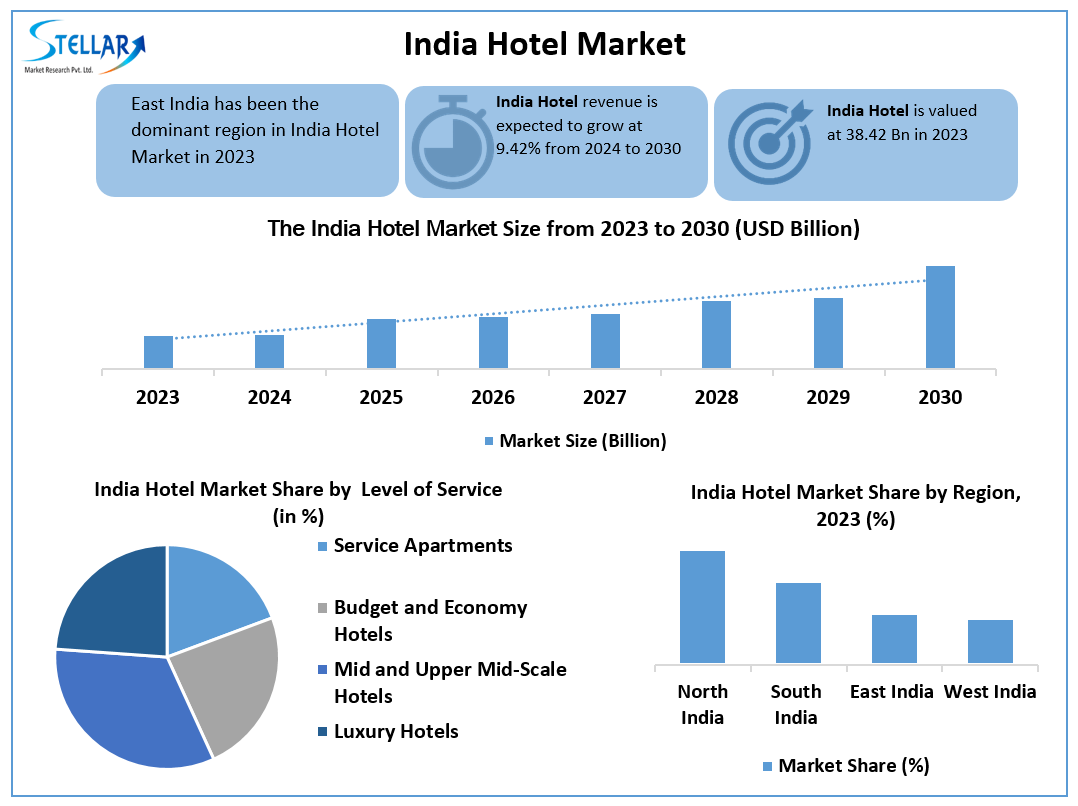 STELLAR
Market Research Pvt. Ltd.
India Hotel Market
East India has been the
dominant region in India Hotel
Market in 2023
India Hotel revenue is
expected to grow at
9.42% from 2024 to 2030
India Hotel is valued
at 38.42 Bn in 2023
The India Hotel Market Size from 2023 to 2030 (USD Billion)
2023 2024 2025 2026 2027 2028 2029 2030
Market Size (Billion)
India Hotel Market Share by Level of Service
(in %)
Service Apartments
Budget and Economy
Hotels
Mid and Upper Mid-Scale
Hotels
Luxury Hotels
India Hotel Market Share by Region,
2023 (%)
North South East India West India
India India
Market Share (%)